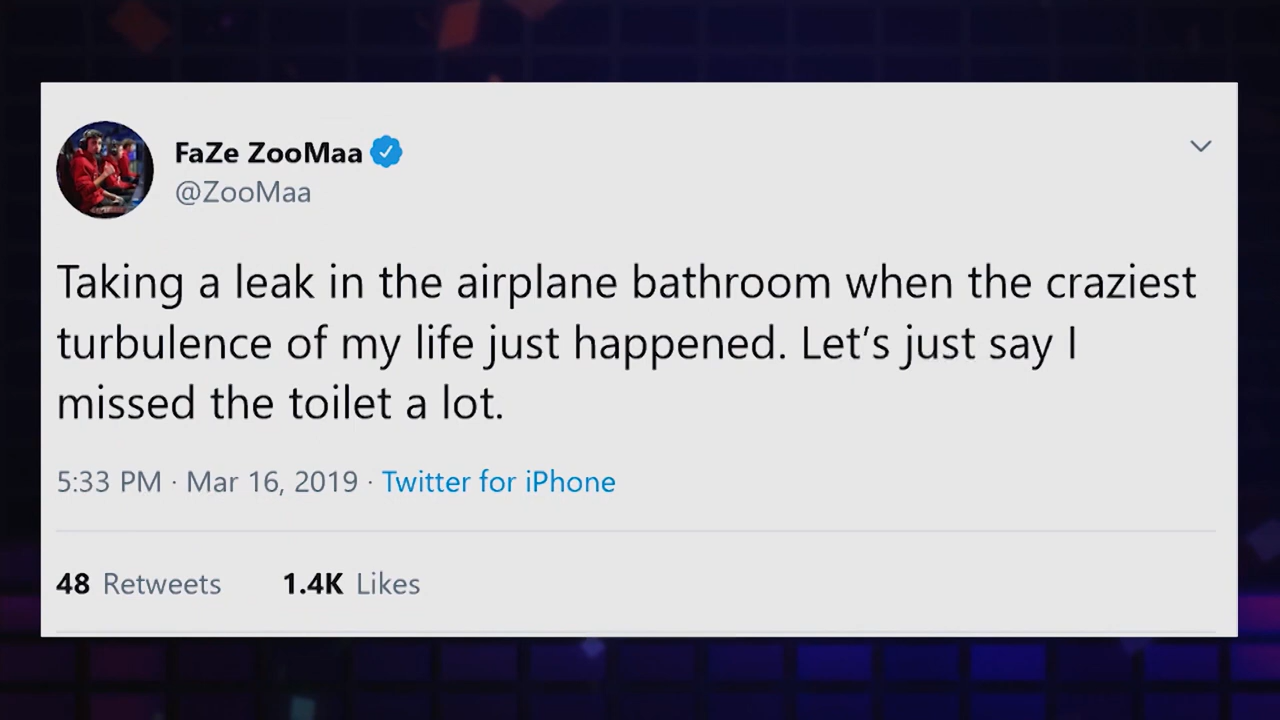 FaZe ZooMaa
@ZooMaa
Taking a leak in the airplane bathroom when the craziest
turbulence of my life just happened. Let’s just say I
missed the toilet a lot.
5:33 PM · Mar 16, 2019 · Twitter for iPhone
48 Retweets 1.4K Likes